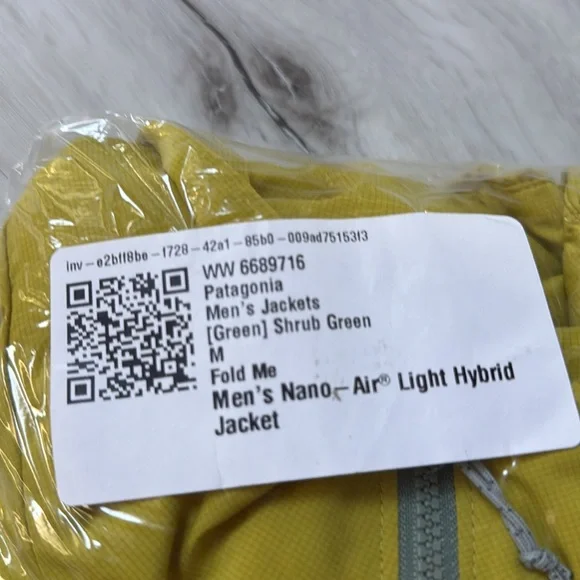 inv-e2bff8be-f728-42a1-85b0-009ad75153f3
WW 6689716
Patagonia
Men's Jackets
[Green] Shrub Green
M
Fold Me
Men's Nano-Air® Light Hybrid
Jacket